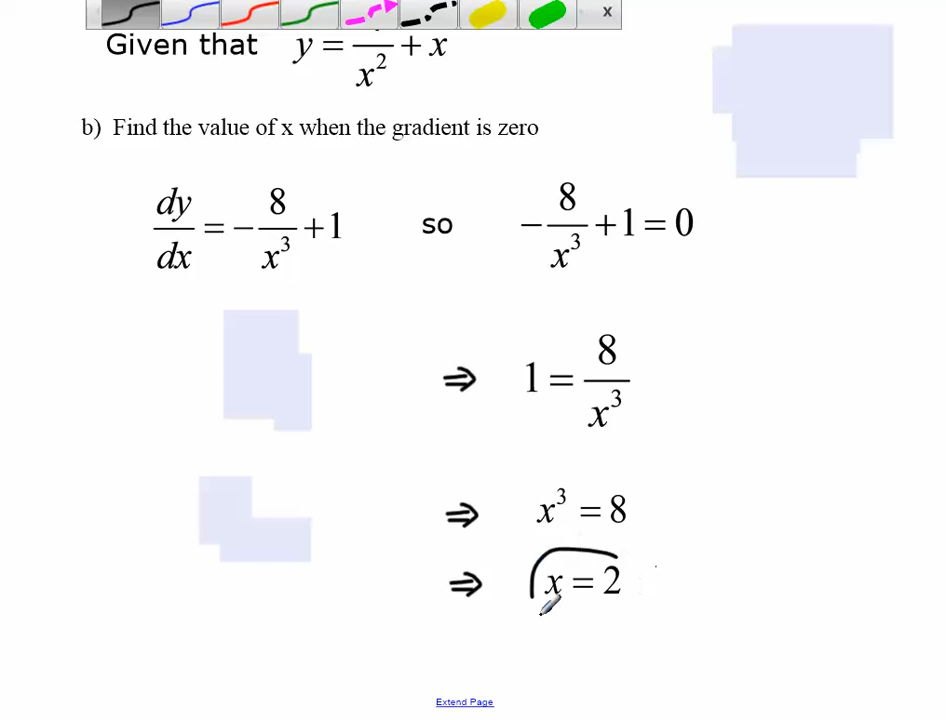 x
Given that y = — / x² + x
b) Find the value of x when the gradient is zero
dy/dx = − 8/x³ + 1 so − 8/x³ + 1 = 0
⇒ 1 = 8/x³
⇒ x³ = 8
⇒ x = 2
Extend Page